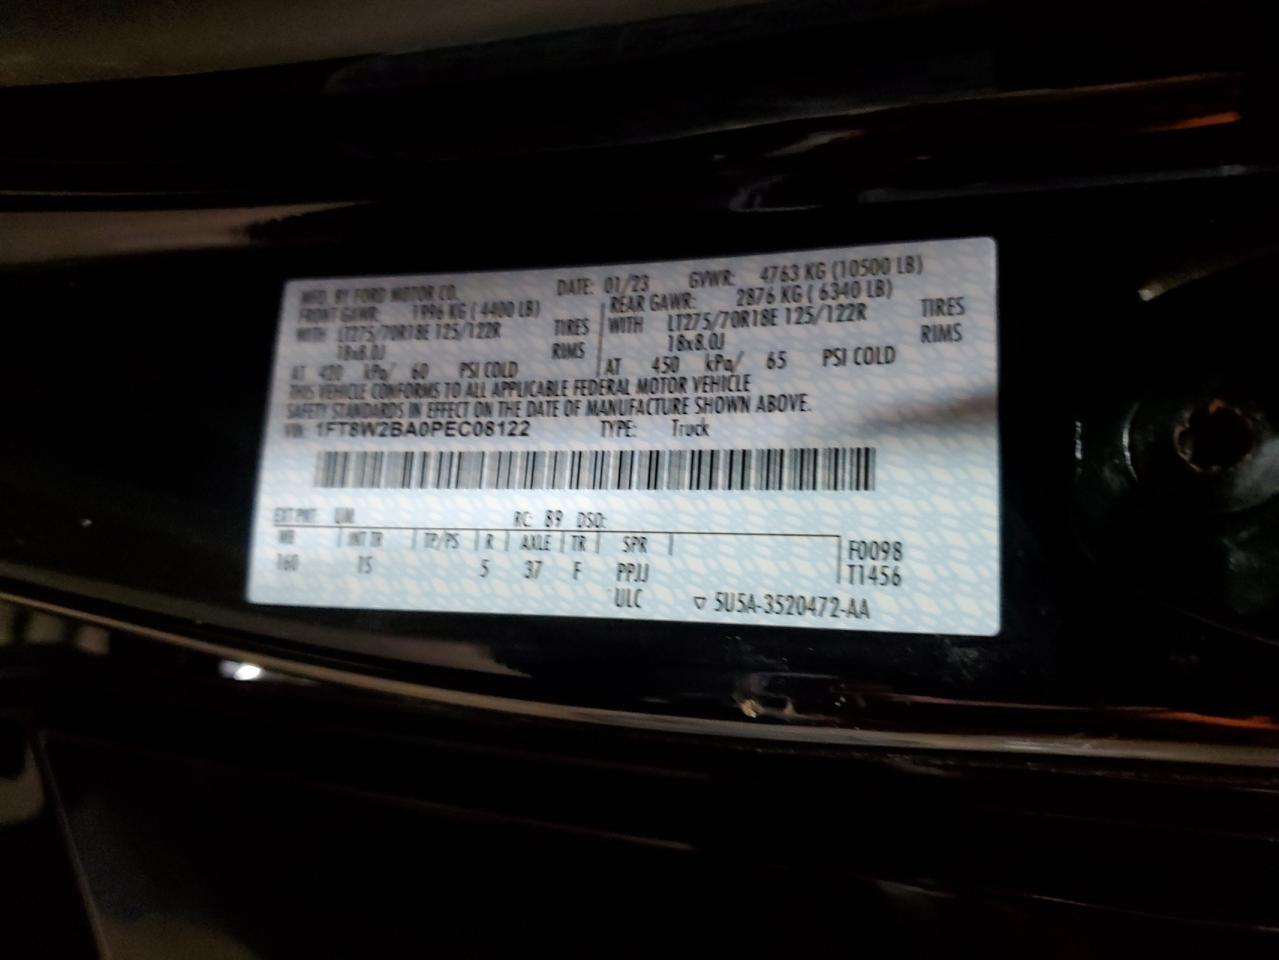 MFD. BY FORD MOTOR CO. DATE: 01/23 GVWR: 4763 KG (10500 LB)
FRONT GAWR: 1996 KG ( 4400 LB) REAR GAWR: 2876 KG ( 6340 LB)
WITH LT275/70R18E 125/122R TIRES WITH LT275/70R18E 125/122R TIRES
18x8.0J RIMS 18x8.0J RIMS
AT 420 kPa/ 60 PSI COLD AT 450 kPa/ 65 PSI COLD
THIS VEHICLE CONFORMS TO ALL APPLICABLE FEDERAL MOTOR VEHICLE
SAFETY STANDARDS IN EFFECT ON THE DATE OF MANUFACTURE SHOWN ABOVE.
VIN: 1FT8W2BA0PEC08122 TYPE: Truck
EXT PNT: UM RC: 89 DSO:
WB INT TR TP/PS R AXLE TR SPR F0098
160 1S 5 37 F PPJJ T1456
ULC ▽ 5U5A-3520472-AA